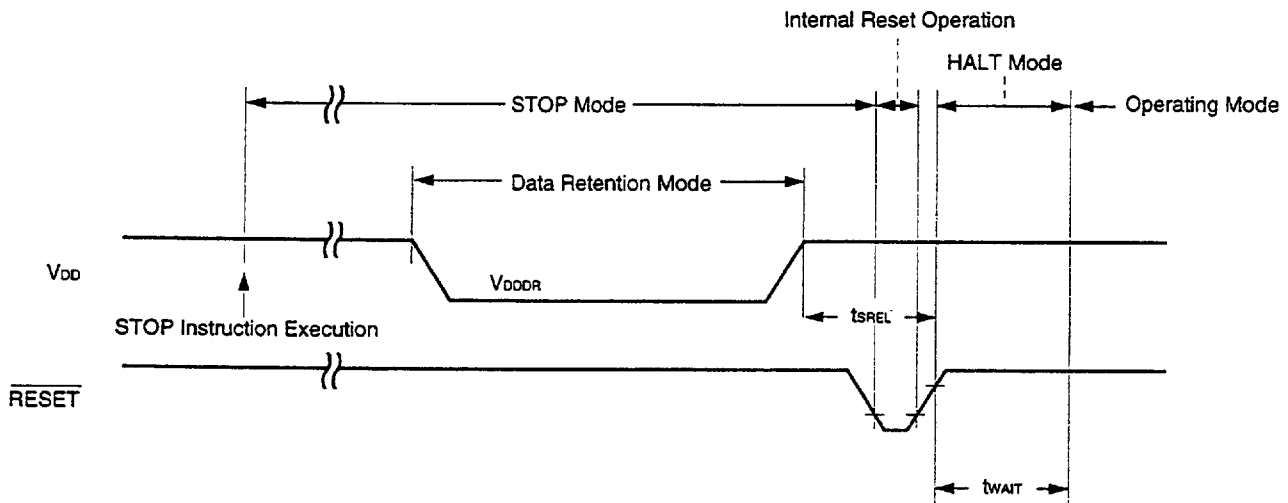 Internal Reset Operation
HALT Mode
STOP Mode
Operating Mode
Data Retention Mode
VDD
VDDDR
STOP Instruction Execution
tSREL
RESET
tWAIT